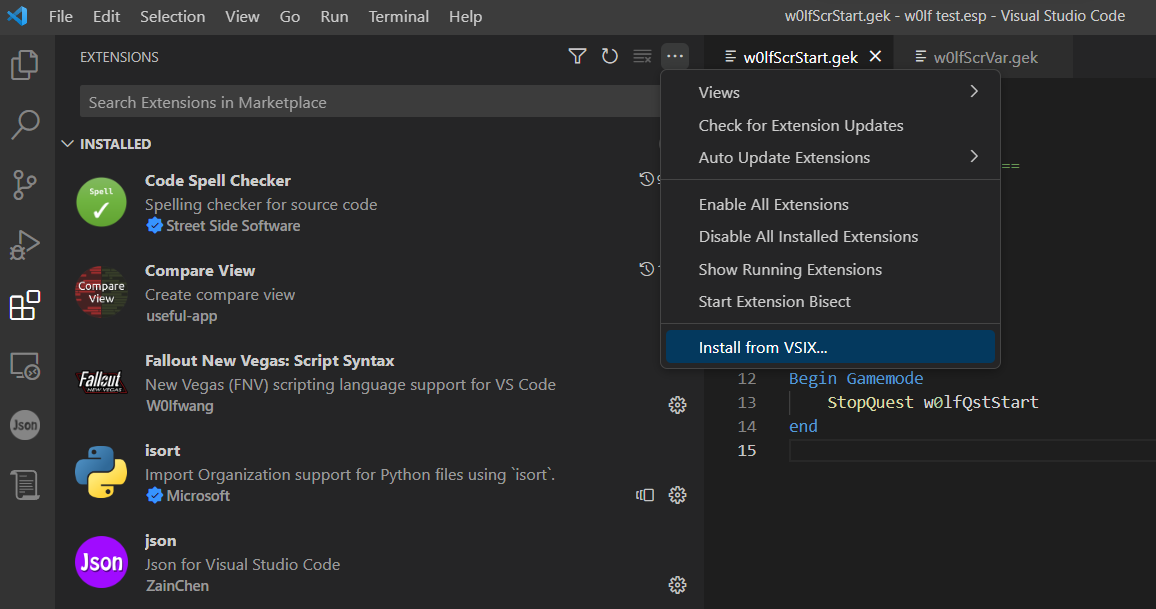 File Edit Selection View Go Run Terminal Help
w0lfScrStart.gek - w0lf test.esp - Visual Studio Code
EXTENSIONS
w0lfScrStart.gek
w0lfScrVar.gek
Search Extensions in Marketplace
INSTALLED
Spell
Code Spell Checker
Spelling checker for source code
Street Side Software
Compare
View
Compare View
Create compare view
useful-app
Fallout
NEW VEGAS
Fallout New Vegas: Script Syntax
New Vegas (FNV) scripting language support for VS Code
W0lfwang
isort
Import Organization support for Python files using `isort`.
Microsoft
Json
json
Json for Visual Studio Code
ZainChen
Json
Views
Check for Extension Updates
Auto Update Extensions
Enable All Extensions
Disable All Installed Extensions
Show Running Extensions
Start Extension Bisect
Install from VSIX...
==
12 Begin Gamemode
13 StopQuest w0lfQstStart
14 end
15